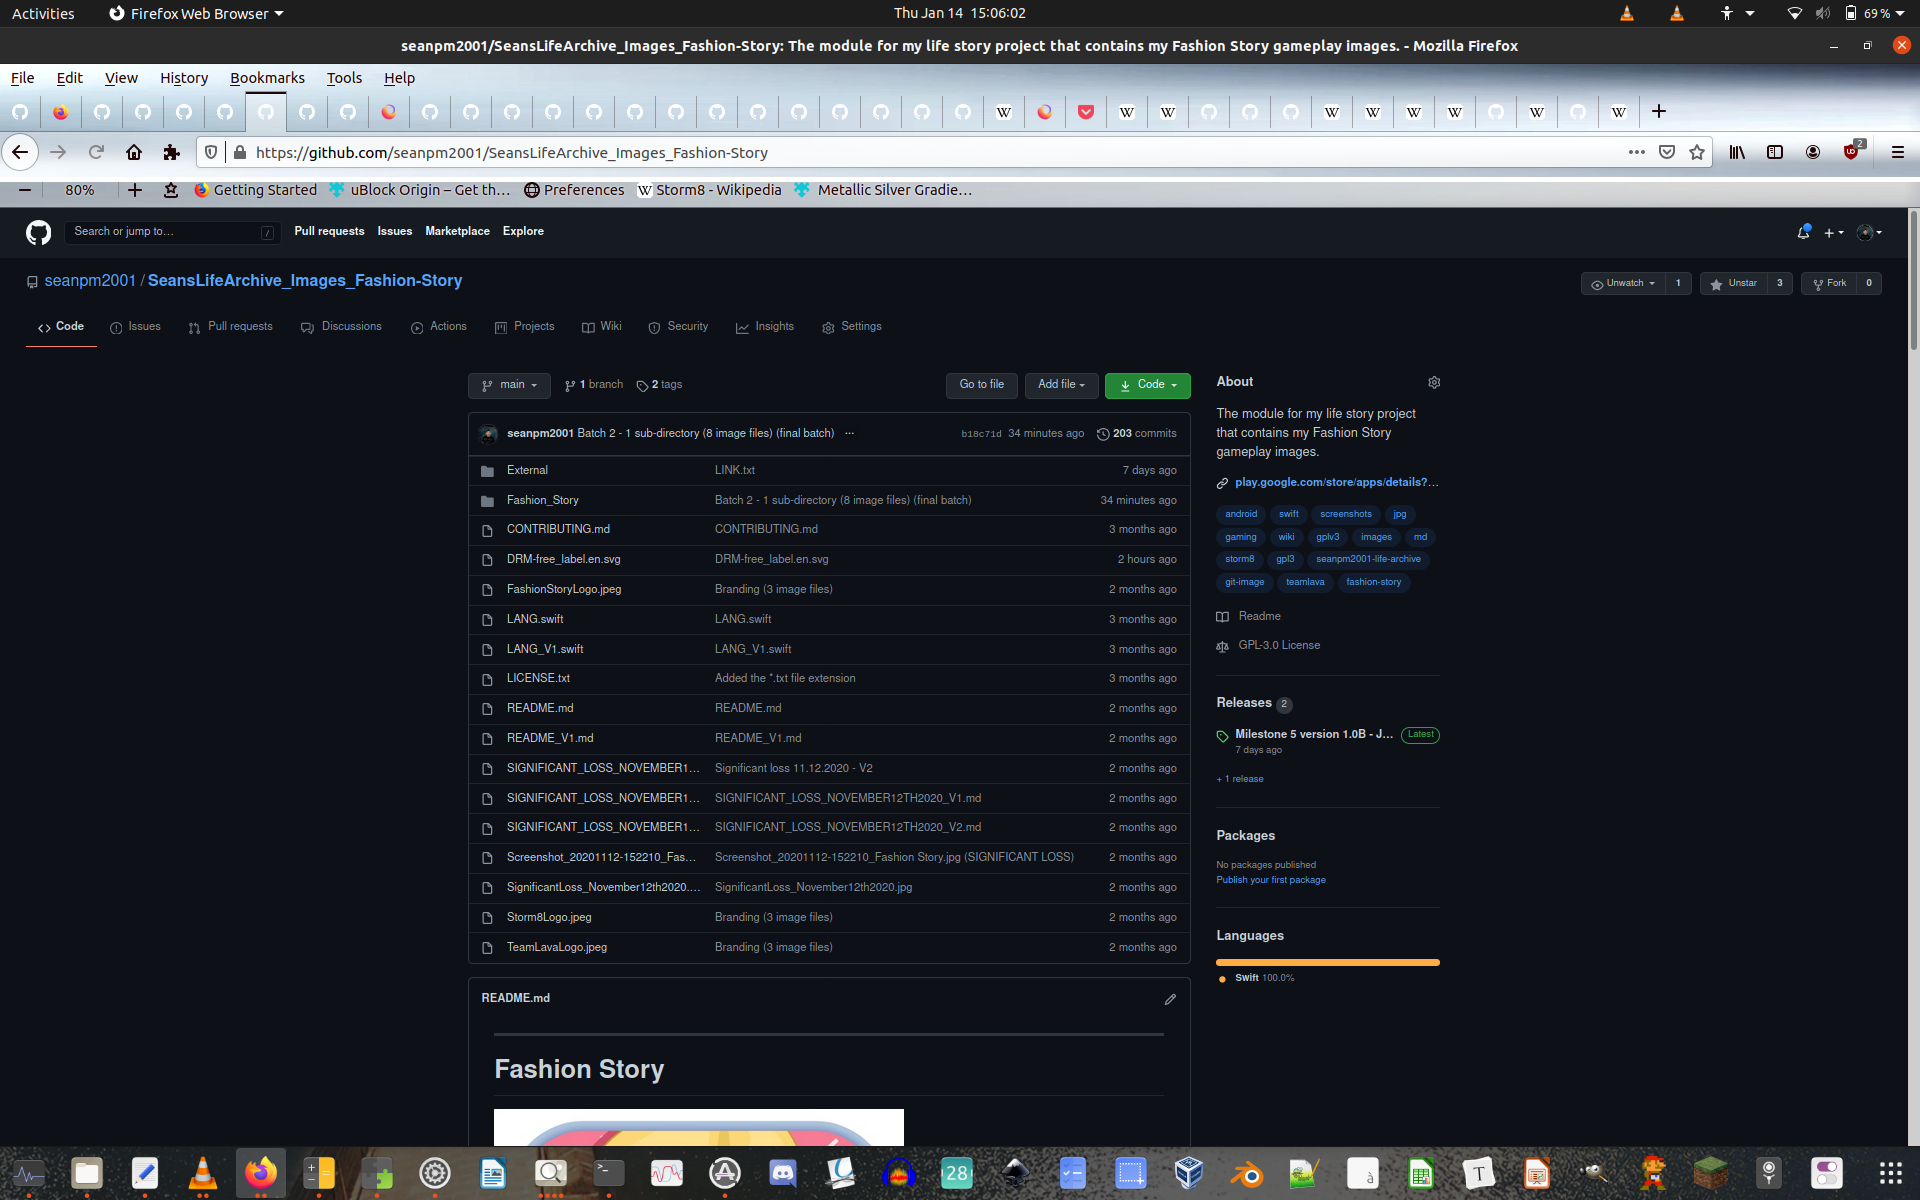 Activities Firefox Web Browser Thu Jan 14 15:06:02 69 %
seanpm2001/SeansLifeArchive_Images_Fashion-Story: The module for my life story project that contains my Fashion Story gameplay images. - Mozilla Firefox
File Edit View History Bookmarks Tools Help
https://github.com/seanpm2001/SeansLifeArchive_Images_Fashion-Story 2
80% Getting Started uBlock Origin – Get th… Preferences Storm8 - Wikipedia Metallic Silver Gradie…
Search or jump to… / Pull requests Issues Marketplace Explore
seanpm2001 / SeansLifeArchive_Images_Fashion-Story Unwatch 1 Unstar 3 Fork 0
Code Issues Pull requests Discussions Actions Projects Wiki Security Insights Settings
main 1 branch 2 tags Go to file Add file Code
seanpm2001 Batch 2 - 1 sub-directory (8 image files) (final batch) ... b18c71d 34 minutes ago 203 commits
External LINK.txt 7 days ago
Fashion_Story Batch 2 - 1 sub-directory (8 image files) (final batch) 34 minutes ago
CONTRIBUTING.md CONTRIBUTING.md 3 months ago
DRM-free_label.en.svg DRM-free_label.en.svg 2 hours ago
FashionStoryLogo.jpeg Branding (3 image files) 2 months ago
LANG.swift LANG.swift 3 months ago
LANG_V1.swift LANG_V1.swift 3 months ago
LICENSE.txt Added the *.txt file extension 3 months ago
README.md README.md 2 months ago
README_V1.md README_V1.md 2 months ago
SIGNIFICANT_LOSS_NOVEMBER1... Significant loss 11.12.2020 - V2 2 months ago
SIGNIFICANT_LOSS_NOVEMBER1... SIGNIFICANT_LOSS_NOVEMBER12TH2020_V1.md 2 months ago
SIGNIFICANT_LOSS_NOVEMBER1... SIGNIFICANT_LOSS_NOVEMBER12TH2020_V2.md 2 months ago
Screenshot_20201112-152210_Fas... Screenshot_20201112-152210_Fashion Story.jpg (SIGNIFICANT LOSS) 2 months ago
SignificantLoss_November12th2020.... SignificantLoss_November12th2020.jpg 2 months ago
Storm8Logo.jpeg Branding (3 image files) 2 months ago
TeamLavaLogo.jpeg Branding (3 image files) 2 months ago
README.md
Fashion Story
About
The module for my life story project
that contains my Fashion Story
gameplay images.
play.google.com/store/apps/details?...
android swift screenshots jpg
gaming wiki gplv3 images md
storm8 gpl3 seanpm2001-life-archive
git-image teamlava fashion-story
Readme
GPL-3.0 License
Releases 2
Milestone 5 version 1.0B - J... Latest
7 days ago
+ 1 release
Packages
No packages published
Publish your first package
Languages
Swift 100.0%
28